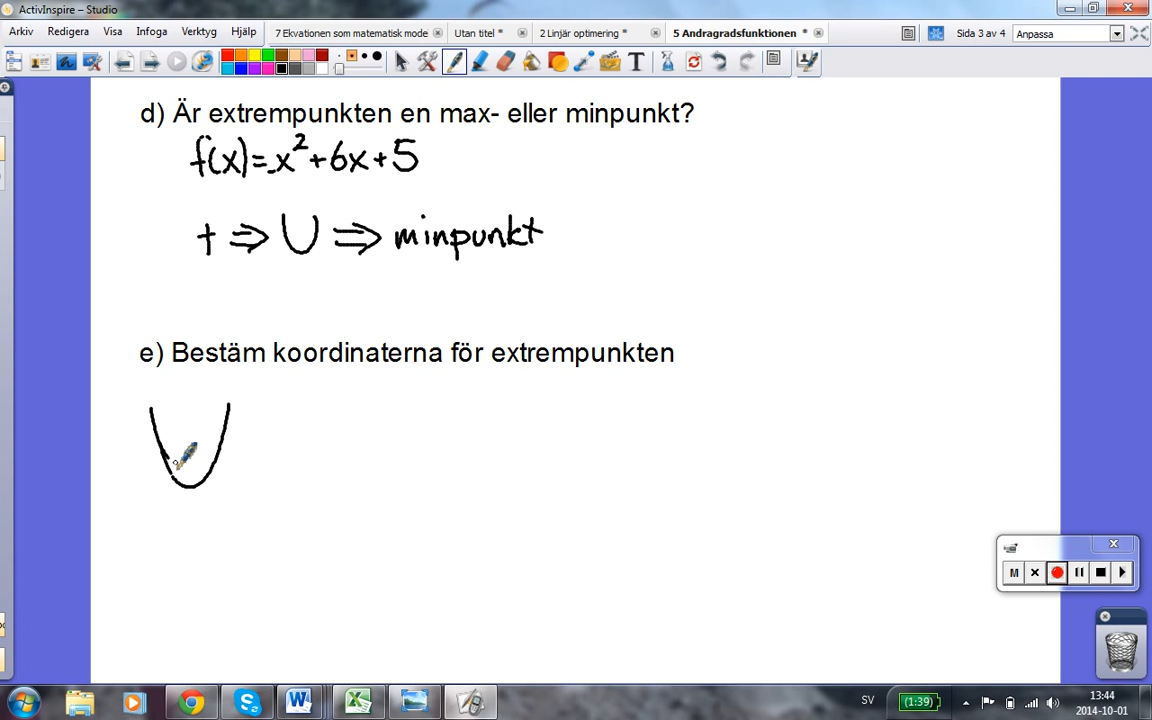 ActivInspire – Studio
Arkiv Redigera Visa Infoga Verktyg Hjälp
7 Ekvationen som matematisk mode
Utan titel *
2 Linjär optimering *
5 Andragradsfunktionen *
Sida 3 av 4
Anpassa
d) Är extrempunkten en max- eller minpunkt?
f(x)=x²+6x+5
+ ⇒ U ⇒ minpunkt
e) Bestäm koordinaterna för extrempunkten
M
SV
(1:39)
13:44
2014-10-01